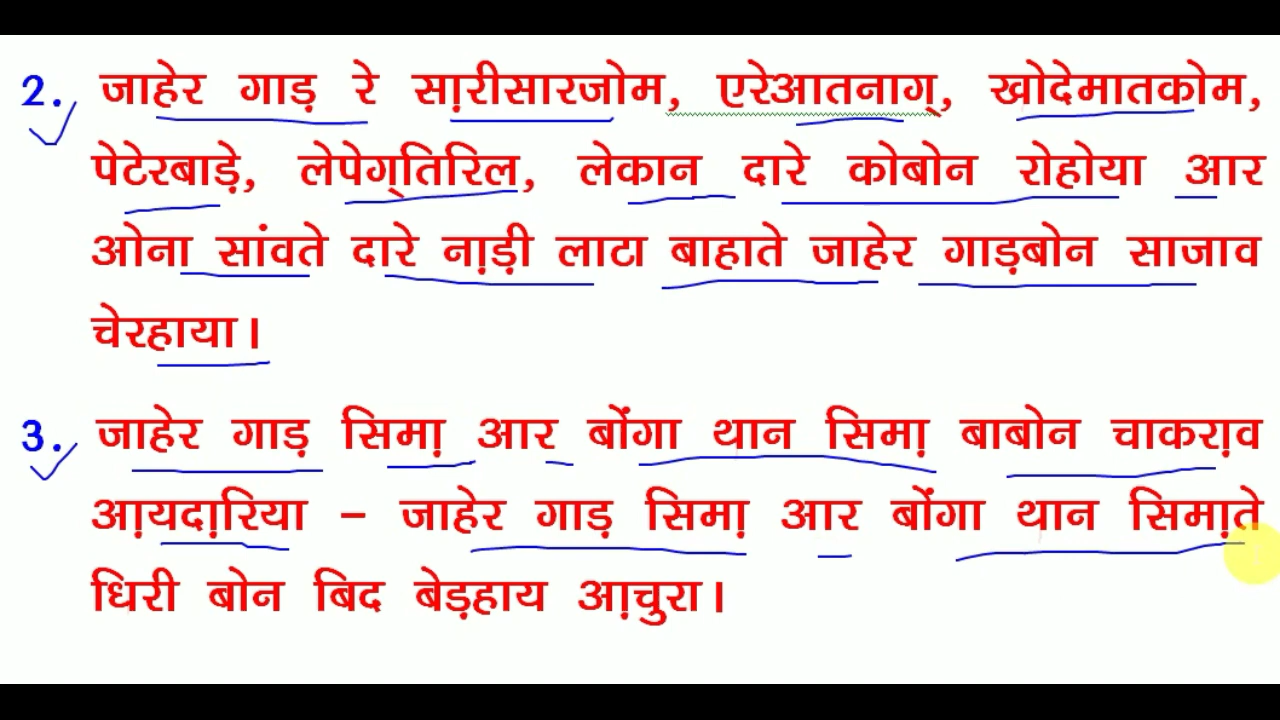 2. जाहेर गाड़ रे सा़रीसारजोम, एरेआतनाग्, खोदेमातकोम,
पेटेरबाड़े, लेपेग्‌तिरिल, लेकान दारे कोबोन रोहोया आर
ओना सांवते दारे ना़ड़ी लाटा बाहाते जाहेर गाड़बोन साजाव
चेरहाया।
3. जाहेर गाड़ सिमा़ आर बोंगा थान सिमा़ बाबोन चाकरा़व
आ़यदा़रिया – जाहेर गाड़ सिमा़ आर बोंगा थान सिमा़ते
धिरी बोन बिद बेड़हाय आ़चुरा।